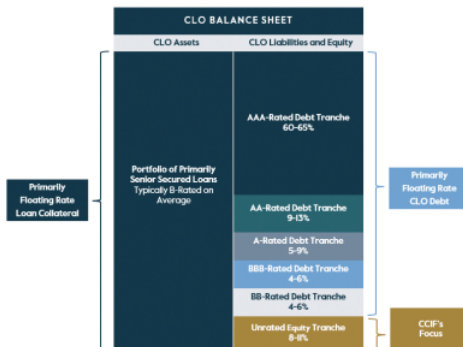 CLO BALANCE SHEET
CLO Assets
CLO Liabilities and Equity
AAA-Rated Debt Tranche
60-65%
Portfolio of Primarily
Senior Secured Loans
Typically B-Rated on
Average
Primarily
Floating Rate
Loan Collateral
Primarily
Floating Rate
CLO Debt
AA-Rated Debt Tranche
9-13%
A-Rated Debt Tranche
5-9%
BBB-Rated Debt Tranche
4-6%
BB-Rated Debt Tranche
4-6%
Unrated Equity Tranche
8-11%
CCIF's
Focus